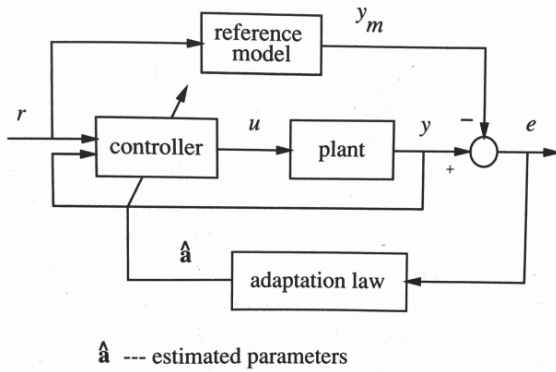 reference
model
y_m
r
controller
u
plant
y
−
+
e
â
adaptation law
â --- estimated parameters